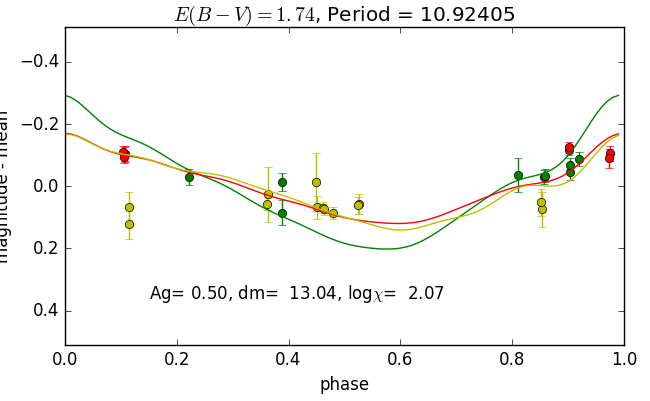 E(B − V) = 1.74, Period = 10.92405
magnitude - mean
−0.4
−0.2
0.0
0.2
0.4
Ag= 0.50, dm= 13.04, logχ= 2.07
0.0 0.2 0.4 0.6 0.8 1.0
phase